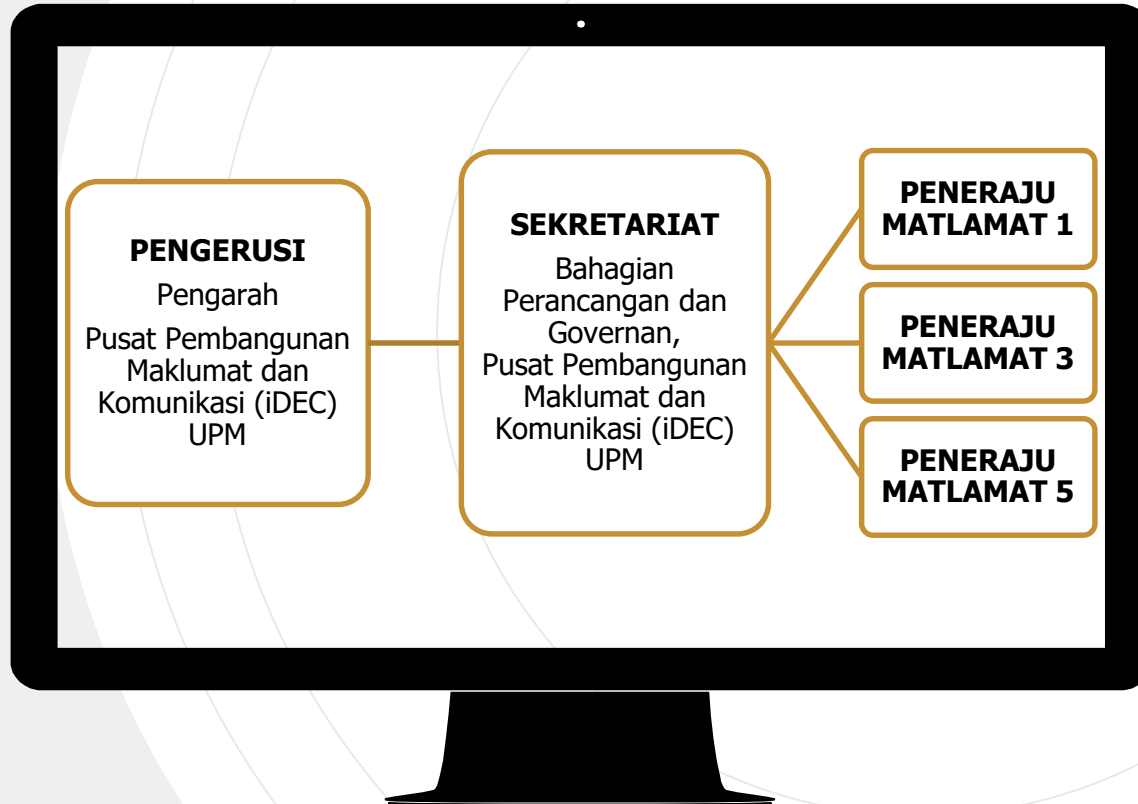 PENGERUSI
Pengarah
Pusat Pembangunan
Maklumat dan
Komunikasi (iDEC)
UPM
SEKRETARIAT
Bahagian
Perancangan dan
Governan,
Pusat Pembangunan
Maklumat dan
Komunikasi (iDEC)
UPM
PENERAJU
MATLAMAT 1
PENERAJU
MATLAMAT 3
PENERAJU
MATLAMAT 5